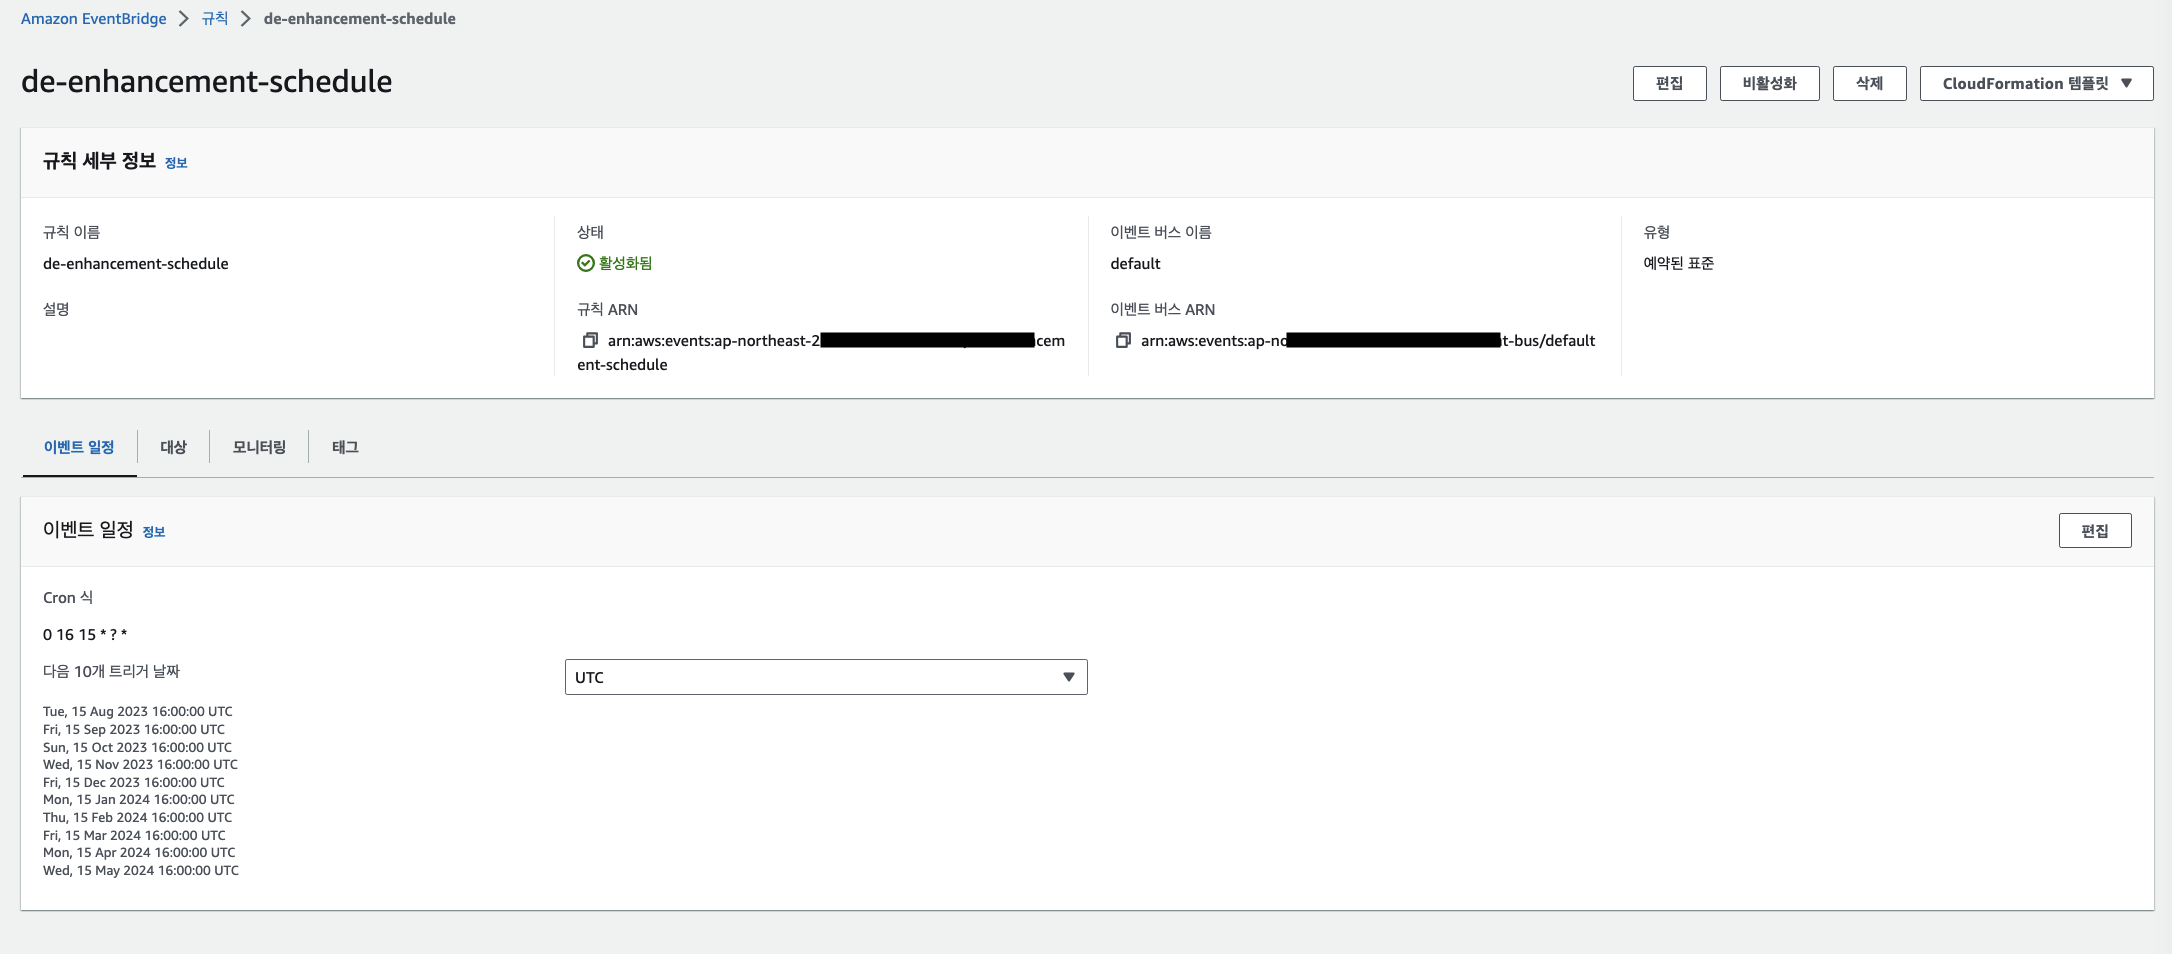 Amazon EventBridge > 규칙 > de-enhancement-schedule
de-enhancement-schedule
편집 비활성화 삭제 CloudFormation 템플릿 ▼
규칙 세부 정보 정보
규칙 이름
de-enhancement-schedule
설명
상태
활성화됨
규칙 ARN
arn:aws:events:ap-northeast-2 cem
ent-schedule
이벤트 버스 이름
default
이벤트 버스 ARN
arn:aws:events:ap-no t-bus/default
유형
예약된 표준
이벤트 일정 대상 모니터링 태그
이벤트 일정 정보
편집
Cron 식
0 16 15 * ? *
다음 10개 트리거 날짜
UTC ▼
Tue, 15 Aug 2023 16:00:00 UTC
Fri, 15 Sep 2023 16:00:00 UTC
Sun, 15 Oct 2023 16:00:00 UTC
Wed, 15 Nov 2023 16:00:00 UTC
Fri, 15 Dec 2023 16:00:00 UTC
Mon, 15 Jan 2024 16:00:00 UTC
Thu, 15 Feb 2024 16:00:00 UTC
Fri, 15 Mar 2024 16:00:00 UTC
Mon, 15 Apr 2024 16:00:00 UTC
Wed, 15 May 2024 16:00:00 UTC